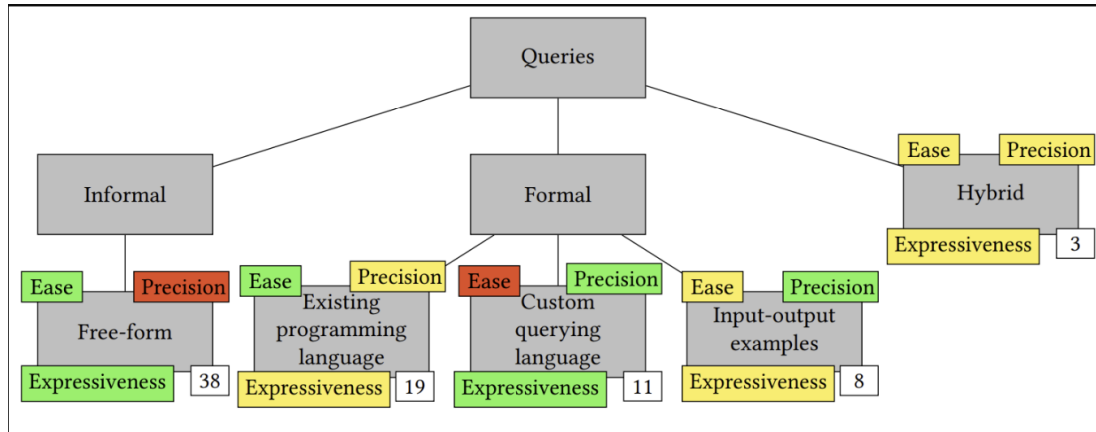 Queries
Informal
Formal
Ease Precision
Hybrid
Expressiveness 3
Ease Precision
Free-form
Expressiveness 38
Ease Precision
Existing
programming
language
Expressiveness 19
Ease Precision
Custom
querying
language
Expressiveness 11
Ease Precision
Input-output
examples
Expressiveness 8